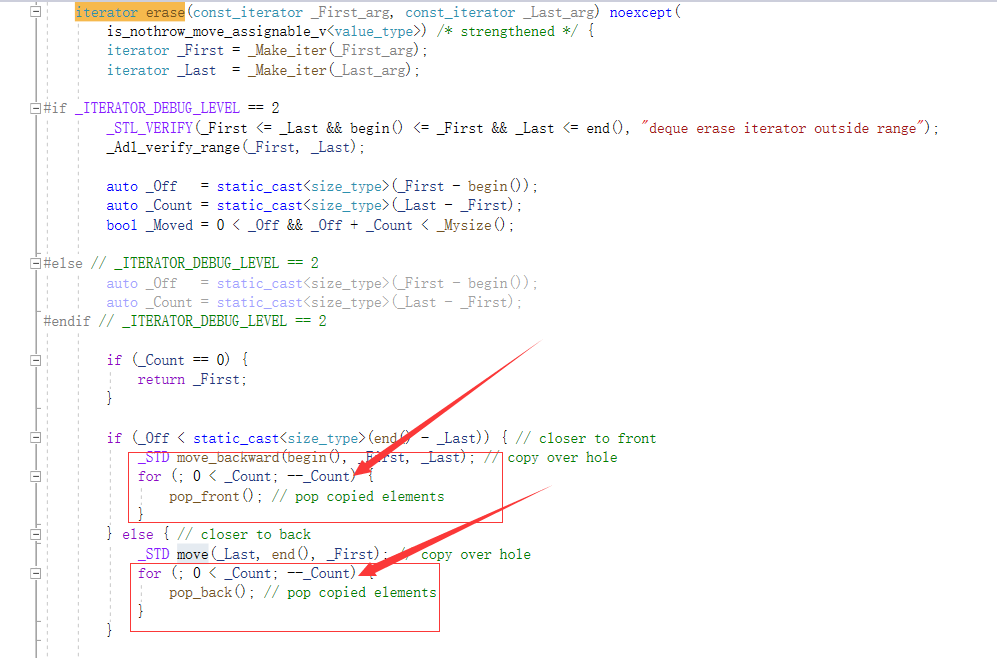 iterator erase(const_iterator _First_arg, const_iterator _Last_arg) noexcept(
is_nothrow_move_assignable_v<value_type>) /* strengthened */ {
iterator _First = _Make_iter(_First_arg);
iterator _Last  = _Make_iter(_Last_arg);
#if _ITERATOR_DEBUG_LEVEL == 2
_STL_VERIFY(_First <= _Last && begin() <= _First && _Last <= end(), "deque erase iterator outside range");
_Adl_verify_range(_First, _Last);
auto _Off   = static_cast<size_type>(_First - begin());
auto _Count = static_cast<size_type>(_Last - _First);
bool _Moved = 0 < _Off && _Off + _Count < _Mysize();
#else // _ITERATOR_DEBUG_LEVEL == 2
auto _Off   = static_cast<size_type>(_First - begin());
auto _Count = static_cast<size_type>(_Last - _First);
#endif // _ITERATOR_DEBUG_LEVEL == 2
if (_Count == 0) {
return _First;
}
if (_Off < static_cast<size_type>(end() - _Last)) { // closer to front
_STD move_backward(begin(), _First, _Last); // copy over hole
for (; 0 < _Count; --_Count) {
pop_front(); // pop copied elements
}
} else { // closer to back
_STD move(_Last, end(), _First); // copy over hole
for (; 0 < _Count; --_Count) {
pop_back(); // pop copied elements
}
}